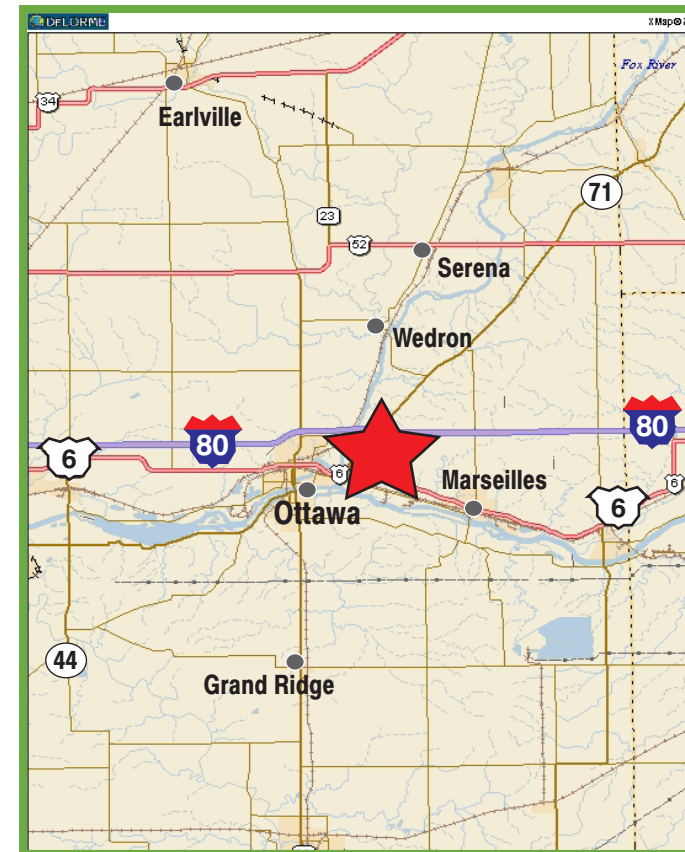 DELORME
XMap®
Fox River
34
Earlville
71
23
52
Serena
Wedron
80
80
6
6
Marseilles
6
6
Ottawa
44
Grand Ridge